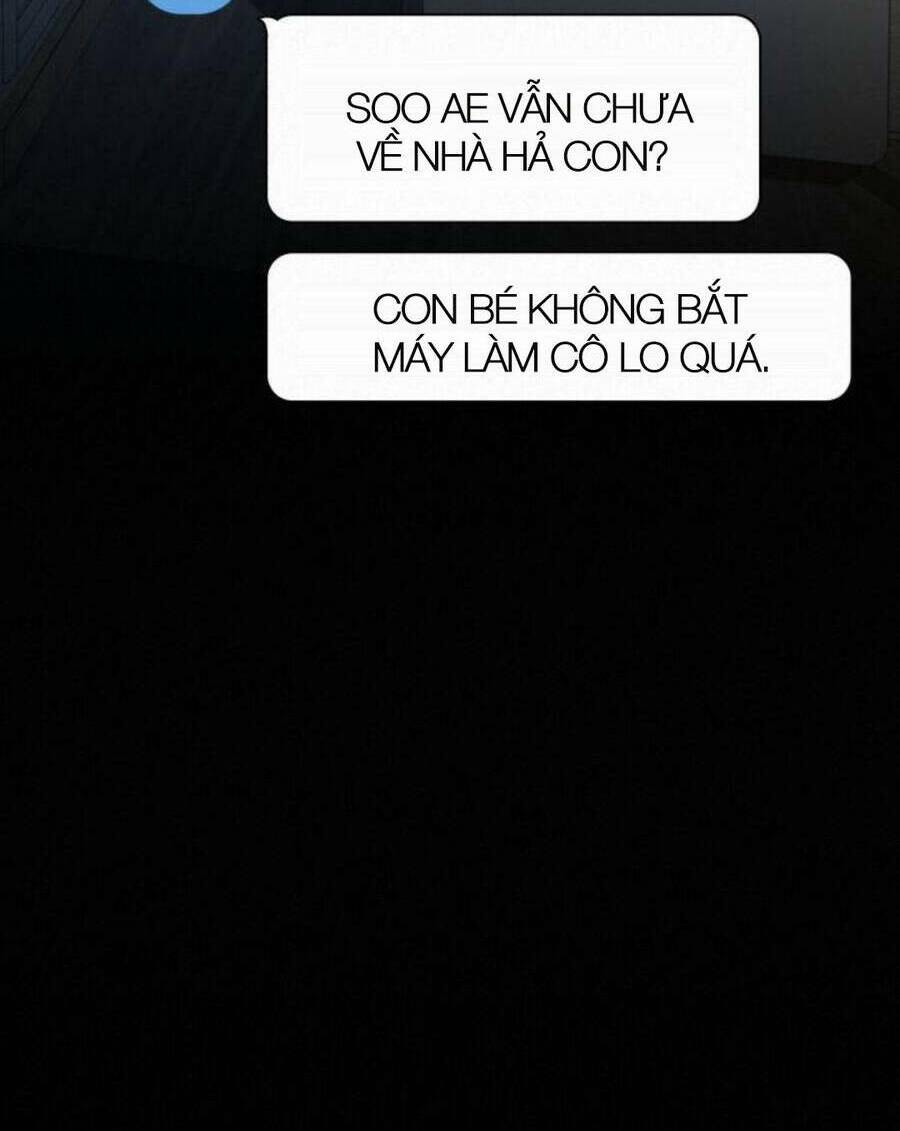 SOO AE VẪN CHƯA
VỀ NHÀ HẢ CON?
CON BÉ KHÔNG BẮT
MÁY LÀM CÔ LO QUÁ.